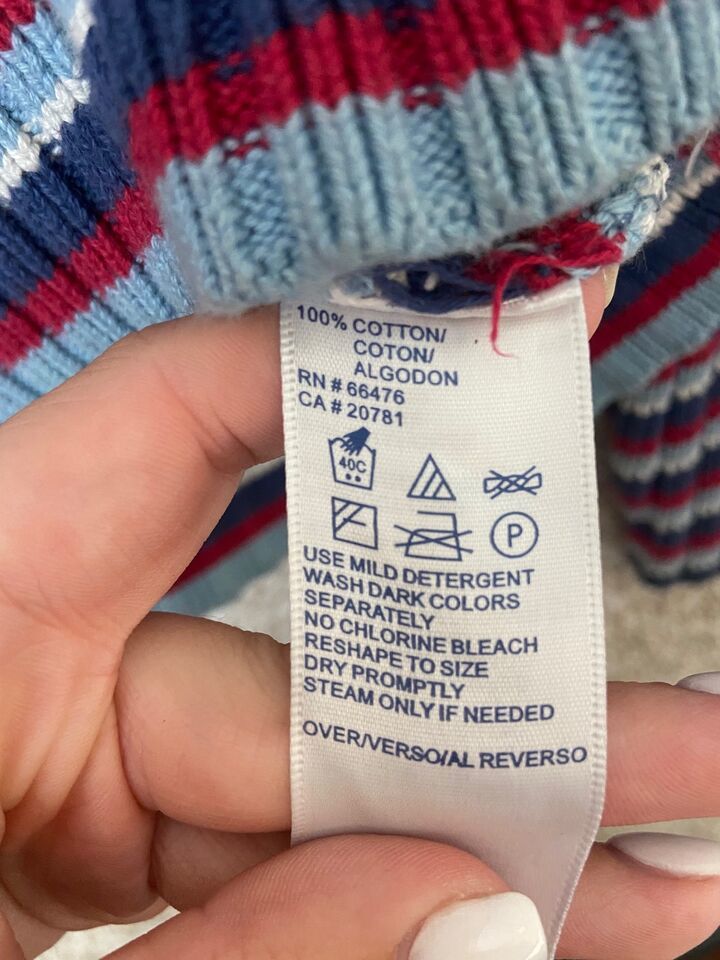 100% COTTON/
COTON/
ALGODON
RN # 66476
CA # 20781
40C
P
USE MILD DETERGENT
WASH DARK COLORS
SEPARATELY
NO CHLORINE BLEACH
RESHAPE TO SIZE
DRY PROMPTLY
STEAM ONLY IF NEEDED
OVER/VERSO/AL REVERSO